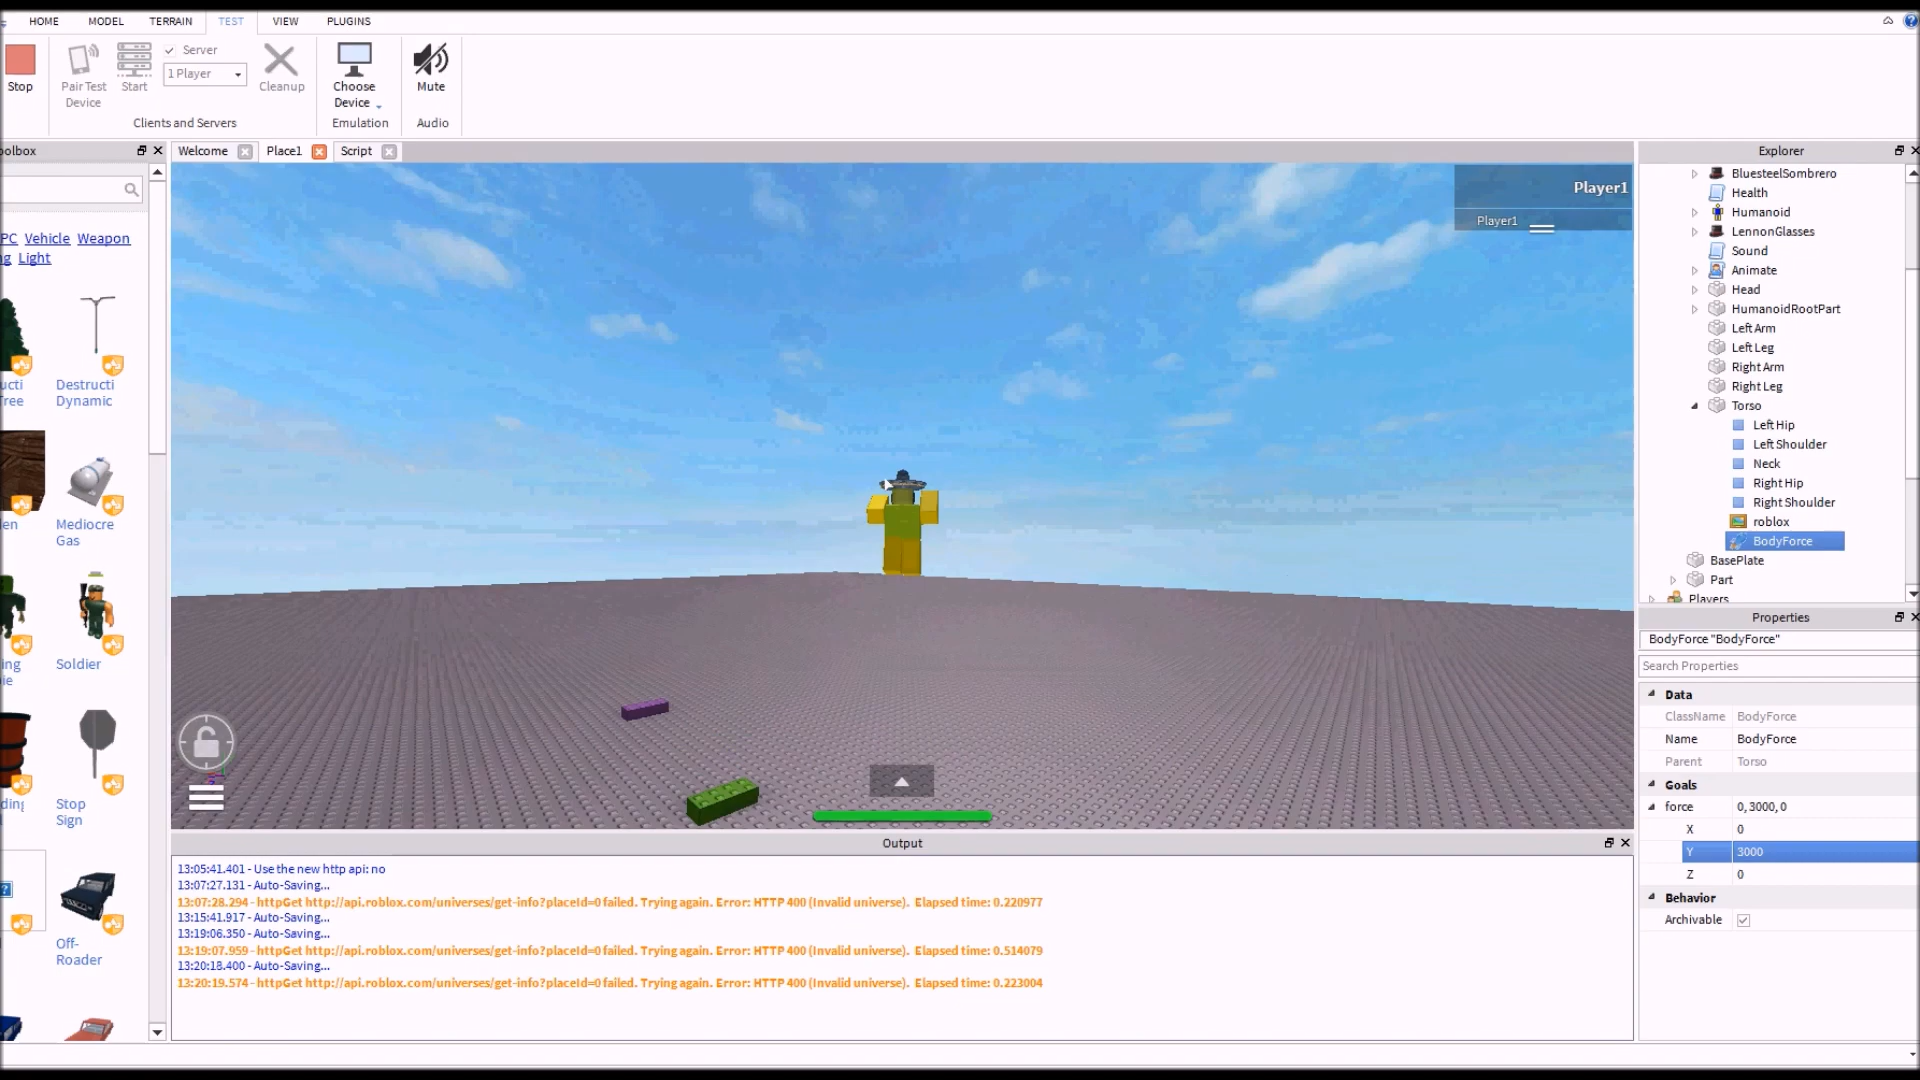 HOME MODEL TERRAIN TEST VIEW PLUGINS
Stop
Pair Test
Device
Start
Server
1 Player
Cleanup
Clients and Servers
Choose
Device
Emulation
Mute
Audio
oolbox
Welcome Place1 Script
PC Vehicle Weapon
ng Light
ucti
Tree
Destructi
Dynamic
en
Mediocre
Gas
ing
ie
Soldier
ding
l
Stop
Sign
Off-
Roader
Player1
Player1
Explorer
BluesteelSombrero
Health
Humanoid
LennonGlasses
Sound
Animate
Head
HumanoidRootPart
Left Arm
Left Leg
Right Arm
Right Leg
Torso
Left Hip
Left Shoulder
Neck
Right Hip
Right Shoulder
roblox
BodyForce
BasePlate
Part
Players
Properties
BodyForce "BodyForce"
Search Properties
Data
ClassName BodyForce
Name BodyForce
Parent Torso
Goals
force 0, 3000, 0
X 0
Y 3000
Z 0
Behavior
Archivable
Output
13:05:41.401 - Use the new http api: no
13:07:27.131 - Auto-Saving...
13:07:28.294 - httpGet http://api.roblox.com/universes/get-info?placeId=0 failed. Trying again. Error: HTTP 400 (Invalid universe). Elapsed time: 0.220977
13:15:41.917 - Auto-Saving...
13:19:06.350 - Auto-Saving...
13:19:07.959 - httpGet http://api.roblox.com/universes/get-info?placeId=0 failed. Trying again. Error: HTTP 400 (Invalid universe). Elapsed time: 0.514079
13:20:18.400 - Auto-Saving...
13:20:19.574 - httpGet http://api.roblox.com/universes/get-info?placeId=0 failed. Trying again. Error: HTTP 400 (Invalid universe). Elapsed time: 0.223004